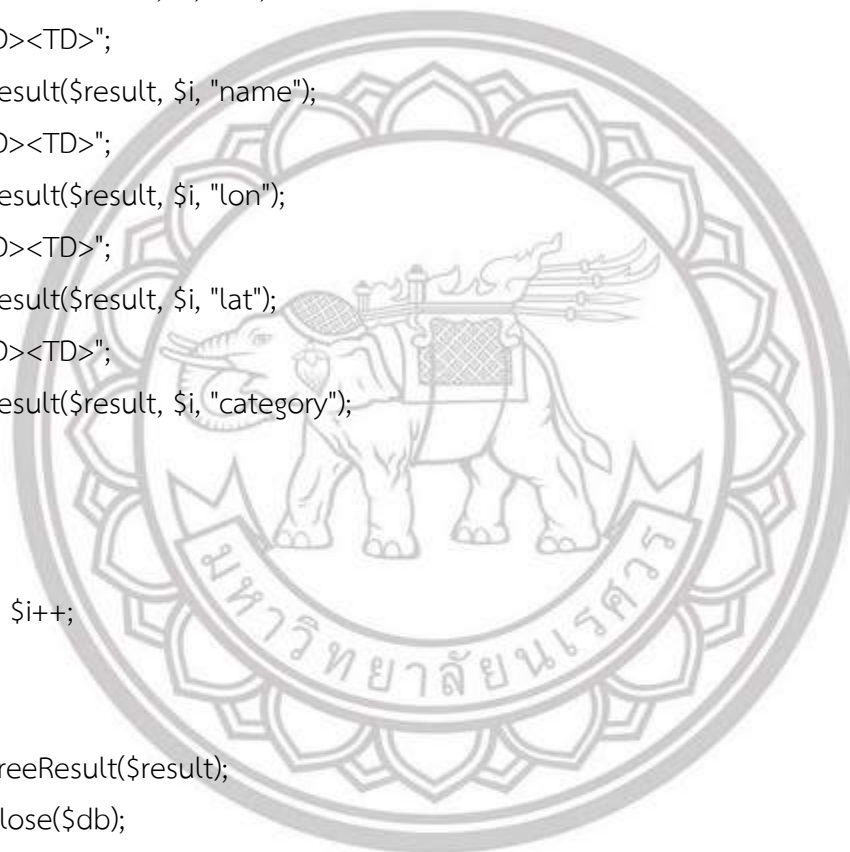 D><TD>";
esult($result, $i, "name");
D><TD>";
esult($result, $i, "lon");
D><TD>";
esult($result, $i, "lat");
D><TD>";
esult($result, $i, "category");
$i++;
มหาวิทยาลัยนเรศวร
reeResult($result);
lose($db);